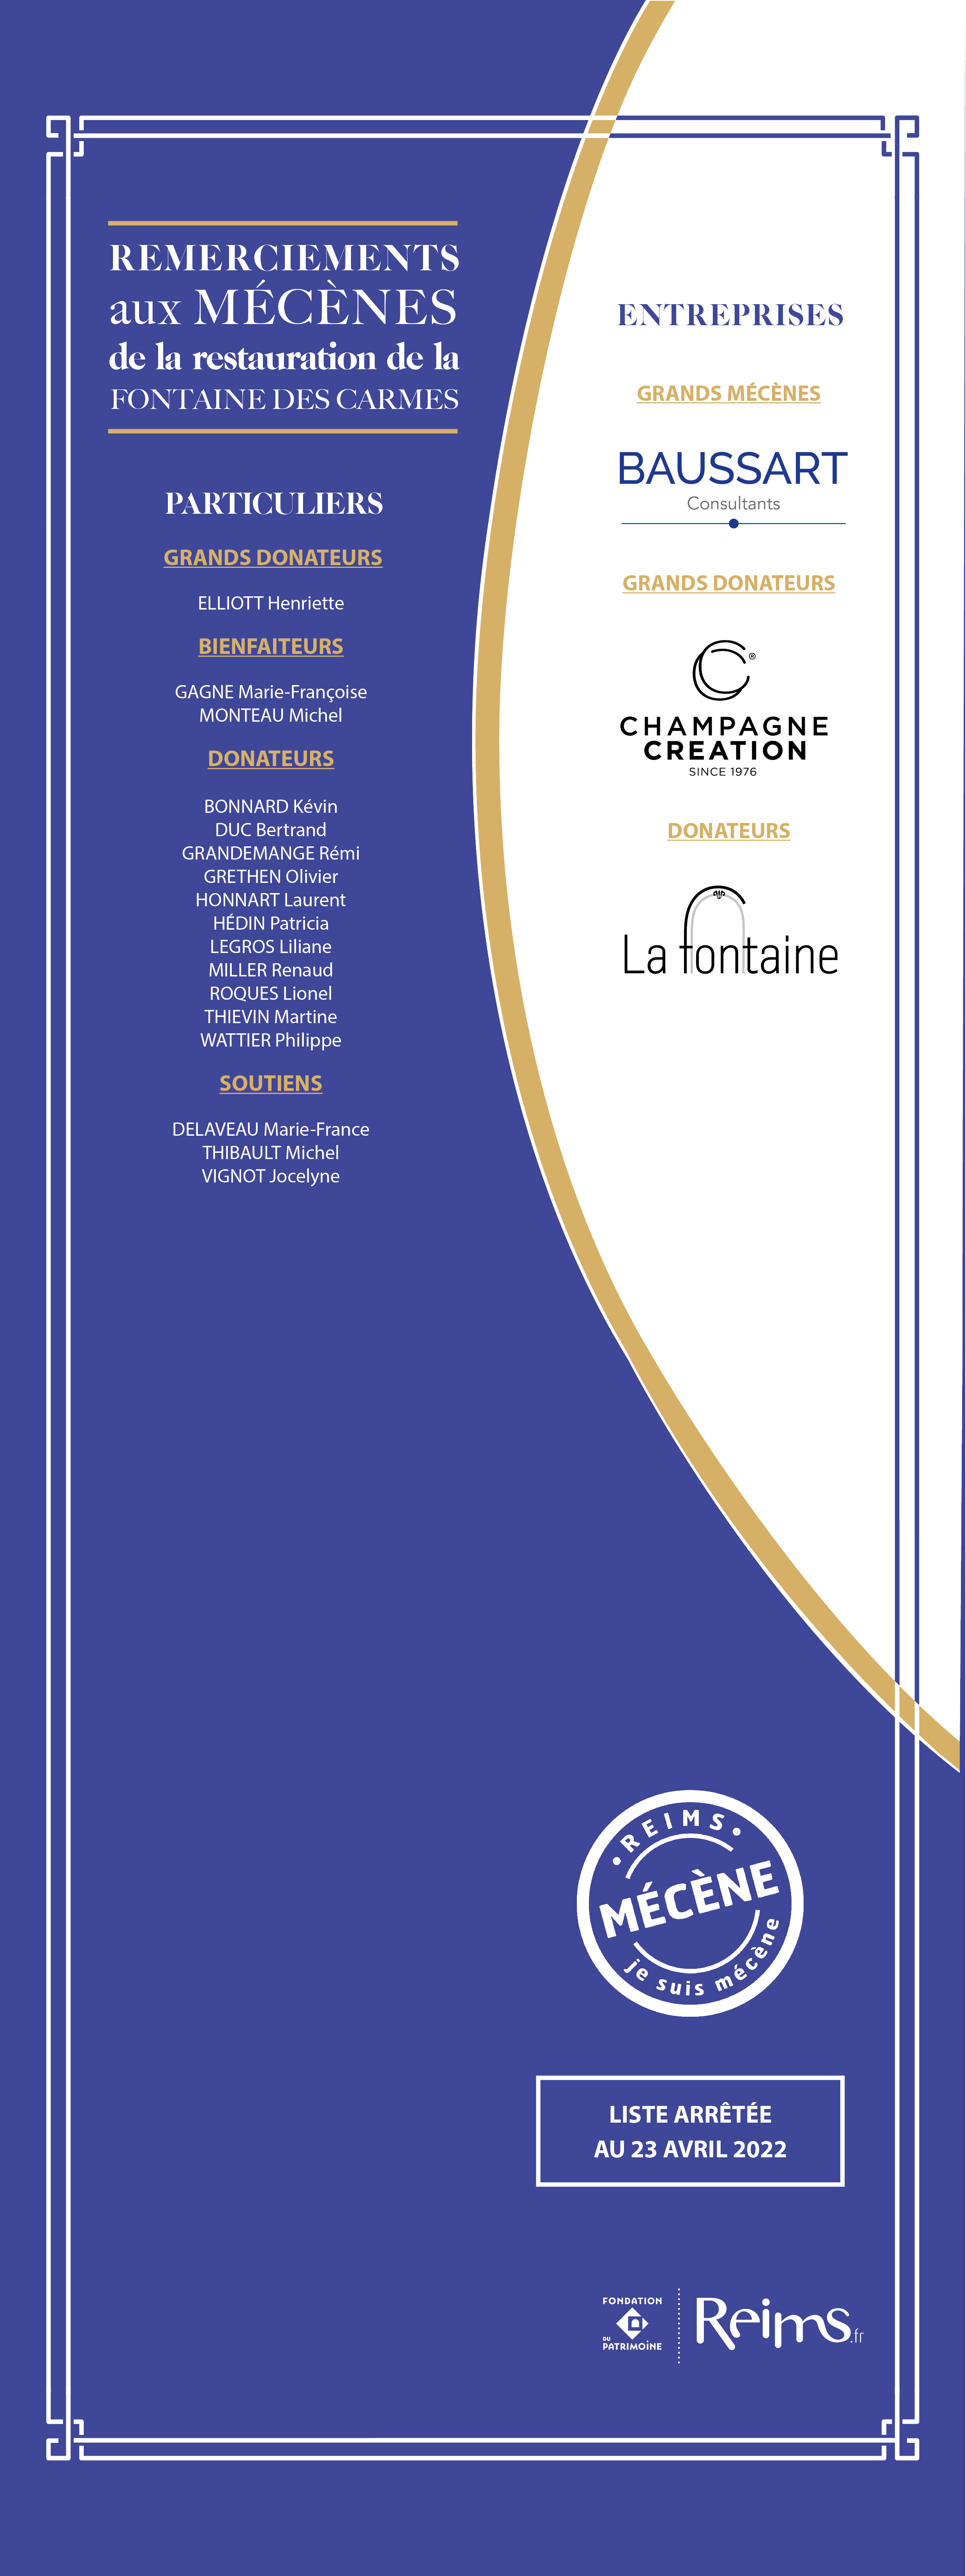 REMERCIEMENTS
aux MÉCÈNES
de la restauration de la
FONTAINE DES CARMES
PARTICULIERS
GRANDS DONATEURS
ELLIOTT Henriette
BIENFAITEURS
GAGNE Marie-Françoise
MONTEAU Michel
DONATEURS
BONNARD Kévin
DUC Bertrand
GRANDEMANGE Rémi
GRETHEN Olivier
HONNART Laurent
HÉDIN Patricia
LEGROS Liliane
MILLER Renaud
ROQUES Lionel
THIEVIN Martine
WATTIER Philippe
SOUTIENS
DELAVEAU Marie-France
THIBAULT Michel
VIGNOT Jocelyne
ENTREPRISES
GRANDS MÉCÈNES
BAUSSART
Consultants
GRANDS DONATEURS
®
CHAMPAGNE
CREATION
SINCE 1976
DONATEURS
La fontaine
• REIMS •
MÉCÈNE
je suis mécène
LISTE ARRÊTÉE
AU 23 AVRIL 2022
FONDATION
DU
PATRIMOINE
Reims.fr